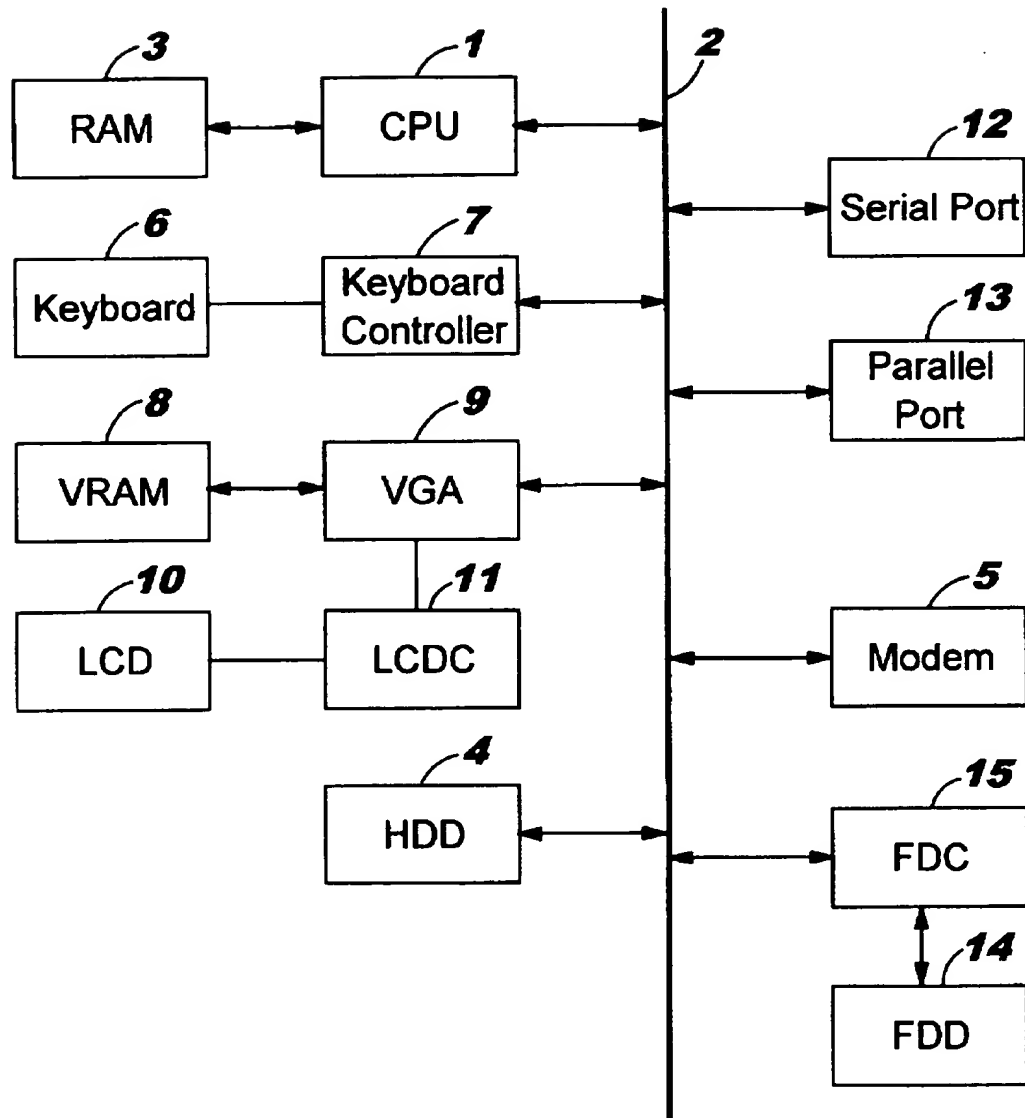 3
1
2
RAM
CPU
12
Serial Port
6
7
Keyboard
Keyboard
Controller
13
Parallel
Port
8
9
VRAM
VGA
10
11
5
LCD
LCDC
Modem
4
15
HDD
FDC
14
FDD